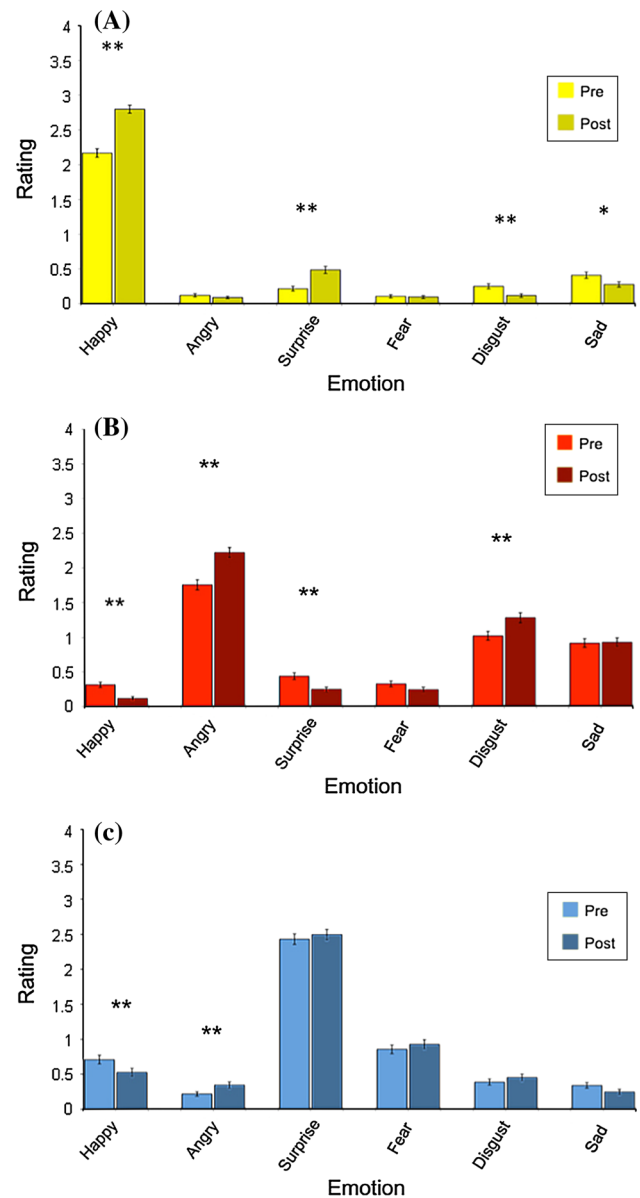 (A)
4
**
3.5
Pre
3
Post
2.5
Rating
2
1.5
**
**
*
1
0.5
0
Happy
Angry
Surprise
Fear
Disgust
Sad
Emotion
(B)
4
Pre
3.5
**
Post
3
2.5
**
Rating
2
**
**
1.5
1
0.5
0
Happy
Angry
Surprise
Fear
Disgust
Sad
Emotion
(c)
4
3.5
3
Pre
Post
2.5
Rating
2
1.5
**
**
1
0.5
0
Happy
Angry
Surprise
Fear
Disgust
Sad
Emotion